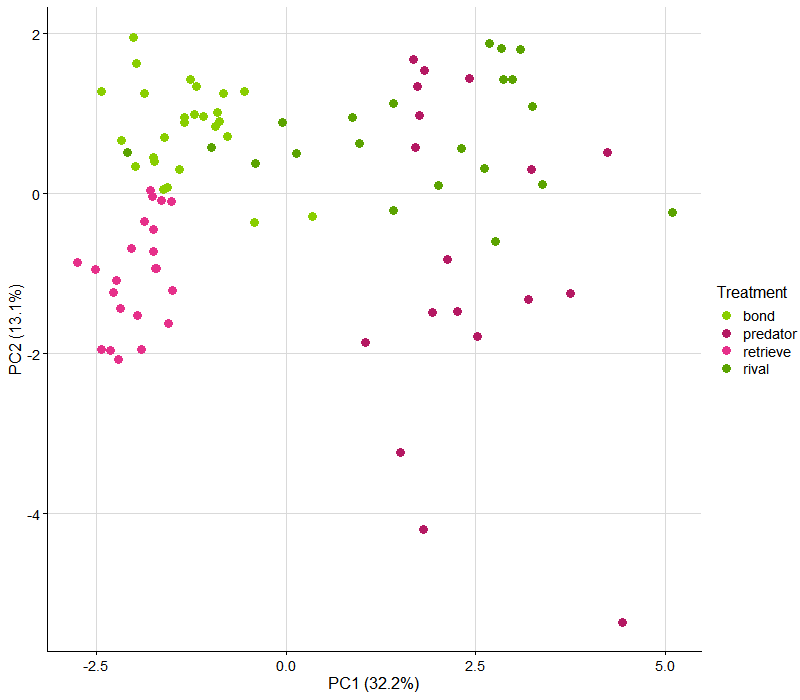 2
0
-2
-4
PC2 (13.1%)
-2.5
0.0
2.5
5.0
PC1 (32.2%)
Treatment
bond
predator
retrieve
rival